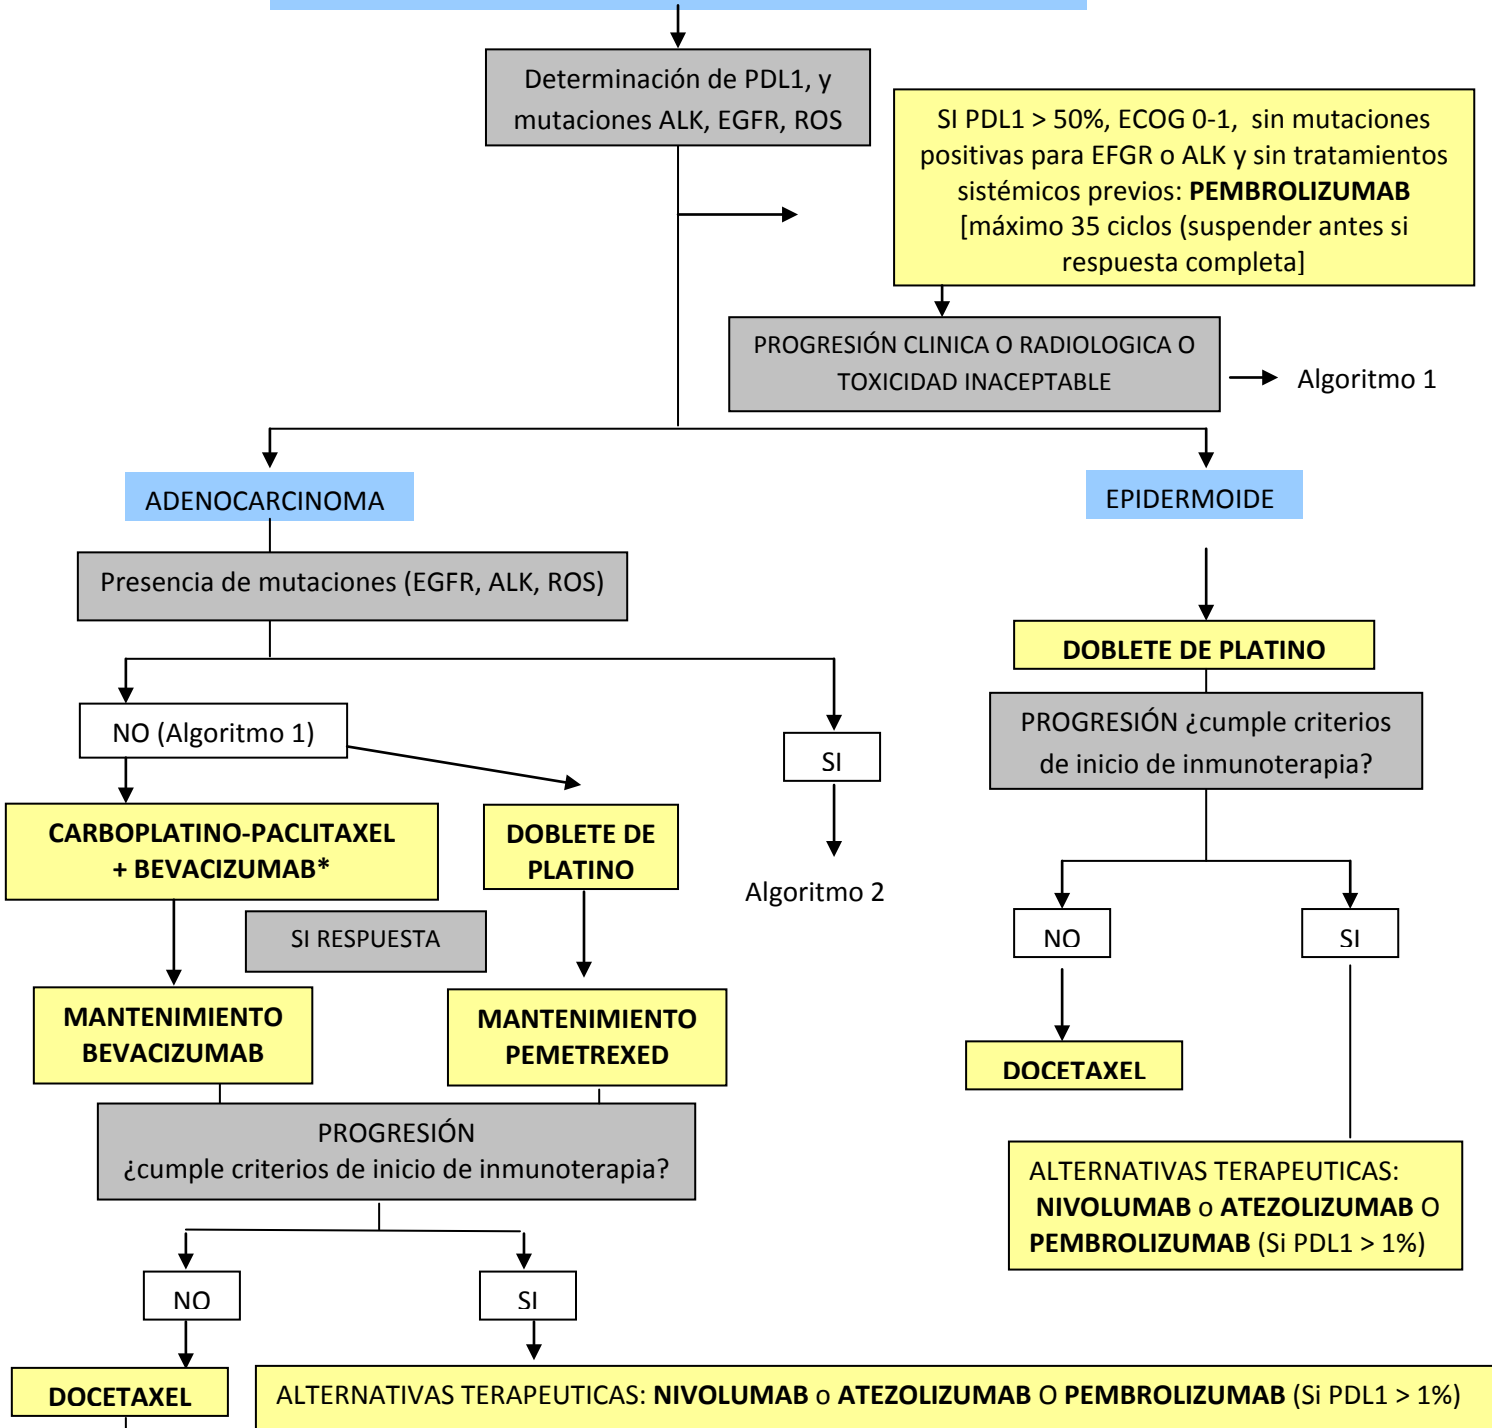 Determinación de PDL1, y
mutaciones ALK, EGFR, ROS
SI PDL1 > 50%, ECOG 0-1, sin mutaciones
positivas para EFGR o ALK y sin tratamientos
sistémicos previos: PEMBROLIZUMAB
[máximo 35 ciclos (suspender antes si
respuesta completa]
PROGRESIÓN CLINICA O RADIOLOGICA O
TOXICIDAD INACEPTABLE
Algoritmo 1
ADENOCARCINOMA
EPIDERMOIDE
Presencia de mutaciones (EGFR, ALK, ROS)
DOBLETE DE PLATINO
NO (Algoritmo 1)
SI
PROGRESIÓN ¿cumple criterios
de inicio de inmunoterapia?
CARBOPLATINO-PACLITAXEL
+ BEVACIZUMAB*
DOBLETE DE
PLATINO
Algoritmo 2
SI RESPUESTA
NO
SI
MANTENIMIENTO
BEVACIZUMAB
MANTENIMIENTO
PEMETREXED
DOCETAXEL
PROGRESIÓN
¿cumple criterios de inicio de inmunoterapia?
ALTERNATIVAS TERAPEUTICAS:
NIVOLUMAB o ATEZOLIZUMAB O
PEMBROLIZUMAB (Si PDL1 > 1%)
NO
SI
DOCETAXEL
ALTERNATIVAS TERAPEUTICAS: NIVOLUMAB o ATEZOLIZUMAB O PEMBROLIZUMAB (Si PDL1 > 1%)